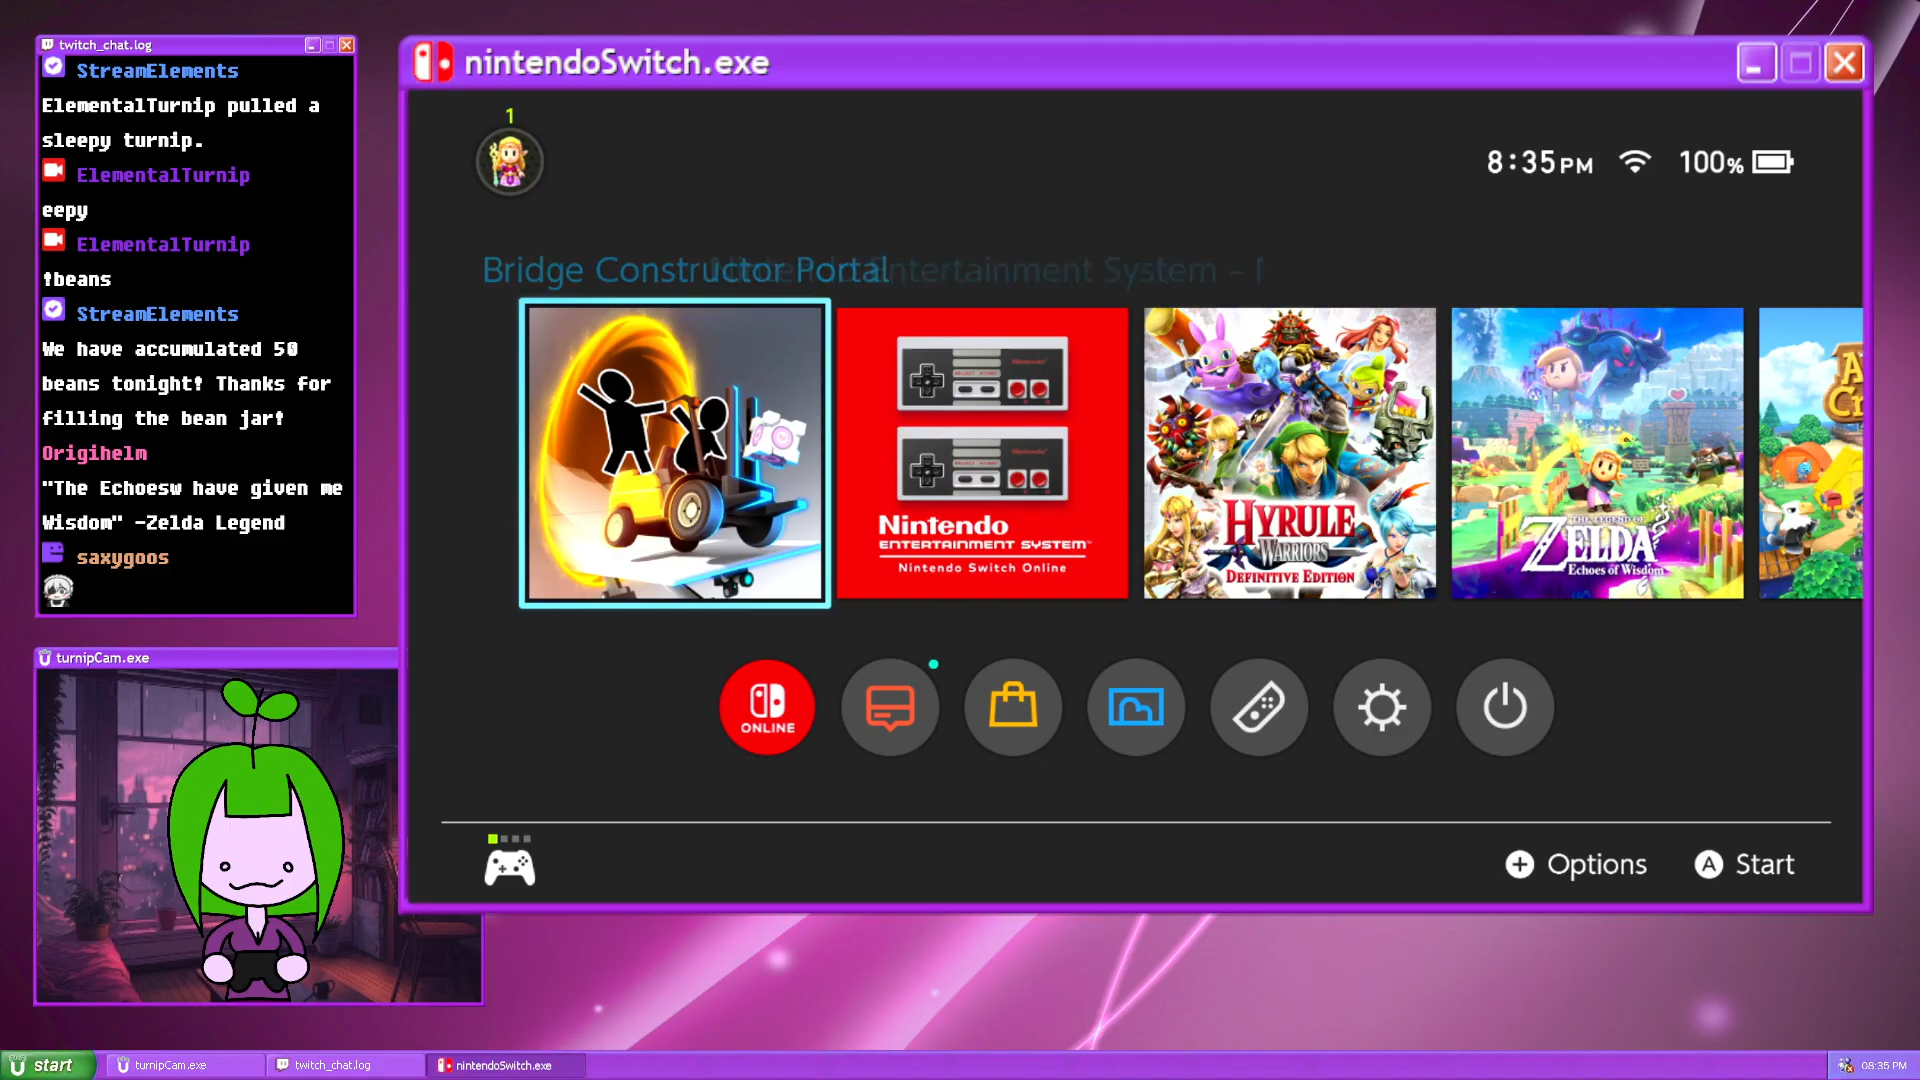 twitch_chat.log
StreamElements
ElementalTurnip pulled a
sleepy turnip.
ElementalTurnip
eepy
ElementalTurnip
!beans
StreamElements
We have accumulated 50
beans tonight! Thanks for
filling the bean jar!
Origihelm
"The Echoesw have given me
Wisdom" -Zelda Legend
saxygoos
turnipCam.exe
nintendoSwitch.exe
1
8:35PM
100%
Bridge Constructor Portal
Entertainment System –
Nintendo
ENTERTAINMENT SYSTEM™
Nintendo Switch Online
HYRULE
WARRIORS
DEFINITIVE EDITION
THE LEGEND OF
ZELDA
Echoes of Wisdom
ONLINE
Options
A Start
start
turnipCam.exe
twitch_chat.log
nintendoSwitch.exe
08:35 PM